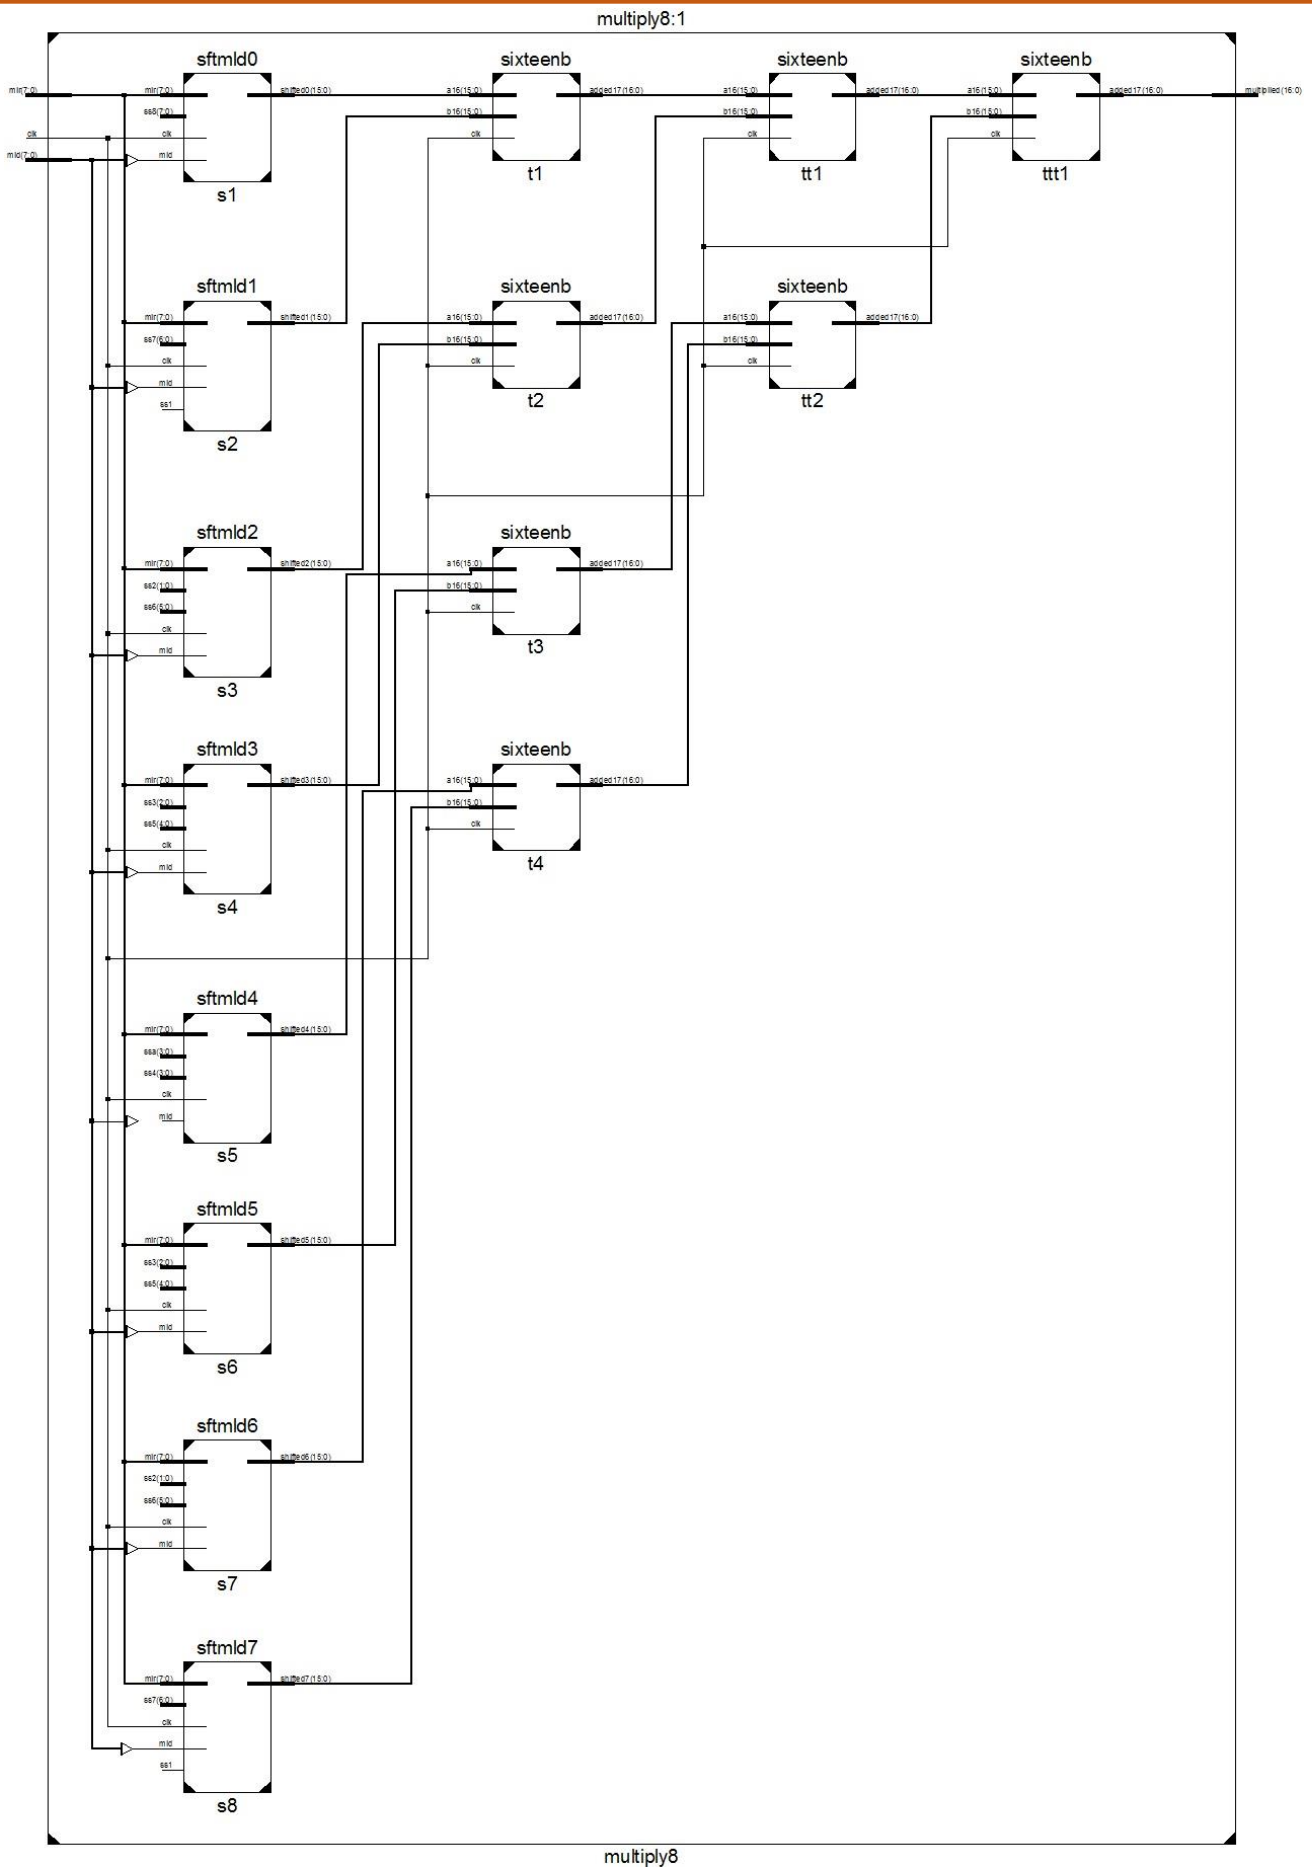 multiply8:1
sftmld0
sixteenb
sixteenb
sixteenb
mlr(7:0)
mlr(7:0)
shifted0(15:0)
a16(15:0)
added17(16:0)
a16(15:0)
added17(16:0)
a16(15:0)
added17(16:0)
multiplied(16:0)
ss8(7:0)
b16(15:0)
b16(15:0)
b16(15:0)
clk
clk
clk
clk
clk
mld(7:0)
mld
t1
tt1
ttt1
s1
sftmld1
sixteenb
sixteenb
mlr(7:0)
shifted1(15:0)
a16(15:0)
added17(16:0)
a16(15:0)
added17(16:0)
ss7(6:0)
b16(15:0)
b16(15:0)
clk
clk
clk
mld
t2
tt2
ss1
s2
sftmld2
sixteenb
mlr(7:0)
shifted2(15:0)
a16(15:0)
added17(16:0)
ss2(1:0)
b16(15:0)
ss6(5:0)
clk
clk
mld
t3
s3
sftmld3
sixteenb
mlr(7:0)
shifted3(15:0)
a16(15:0)
added17(16:0)
ss3(2:0)
b16(15:0)
ss5(4:0)
clk
clk
mld
t4
s4
sftmld4
mlr(7:0)
shifted4(15:0)
ssa(3:0)
ss4(3:0)
clk
mld
s5
sftmld5
mlr(7:0)
shifted5(15:0)
ss3(2:0)
ss5(4:0)
clk
mld
s6
sftmld6
mlr(7:0)
shifted6(15:0)
ss2(1:0)
ss6(5:0)
clk
mld
s7
sftmld7
mlr(7:0)
shifted7(15:0)
ss7(6:0)
clk
mld
ss1
s8
multiply8